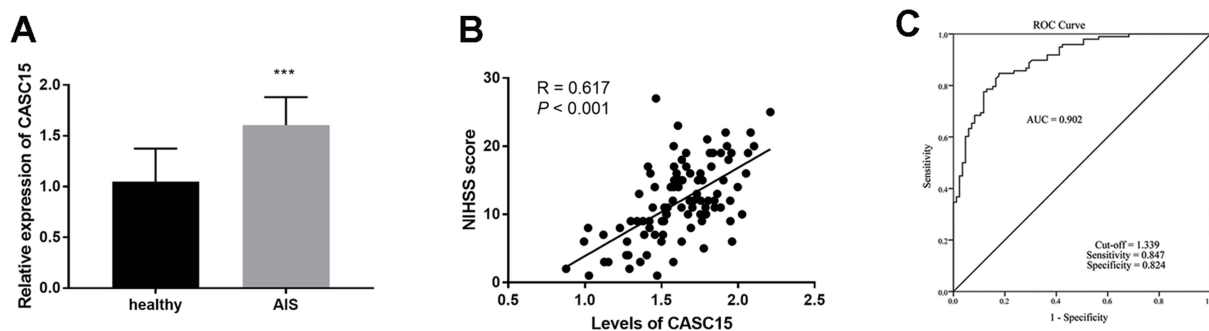 A
Relative expression of CASC15
2.0
1.5
1.0
0.5
0.0
***
healthy
AIS
B
NIHSS score
30
20
10
0
R = 0.617
P < 0.001
0.5
1.0
1.5
2.0
2.5
Levels of CASC15
C
ROC Curve
Sensitivity
1.0
0.8
0.6
0.4
0.2
0.0
AUC = 0.902
Cut-off = 1.339
Sensitivity = 0.847
Specificity = 0.824
0.0
0.2
0.4
0.6
0.8
1 - Specificity